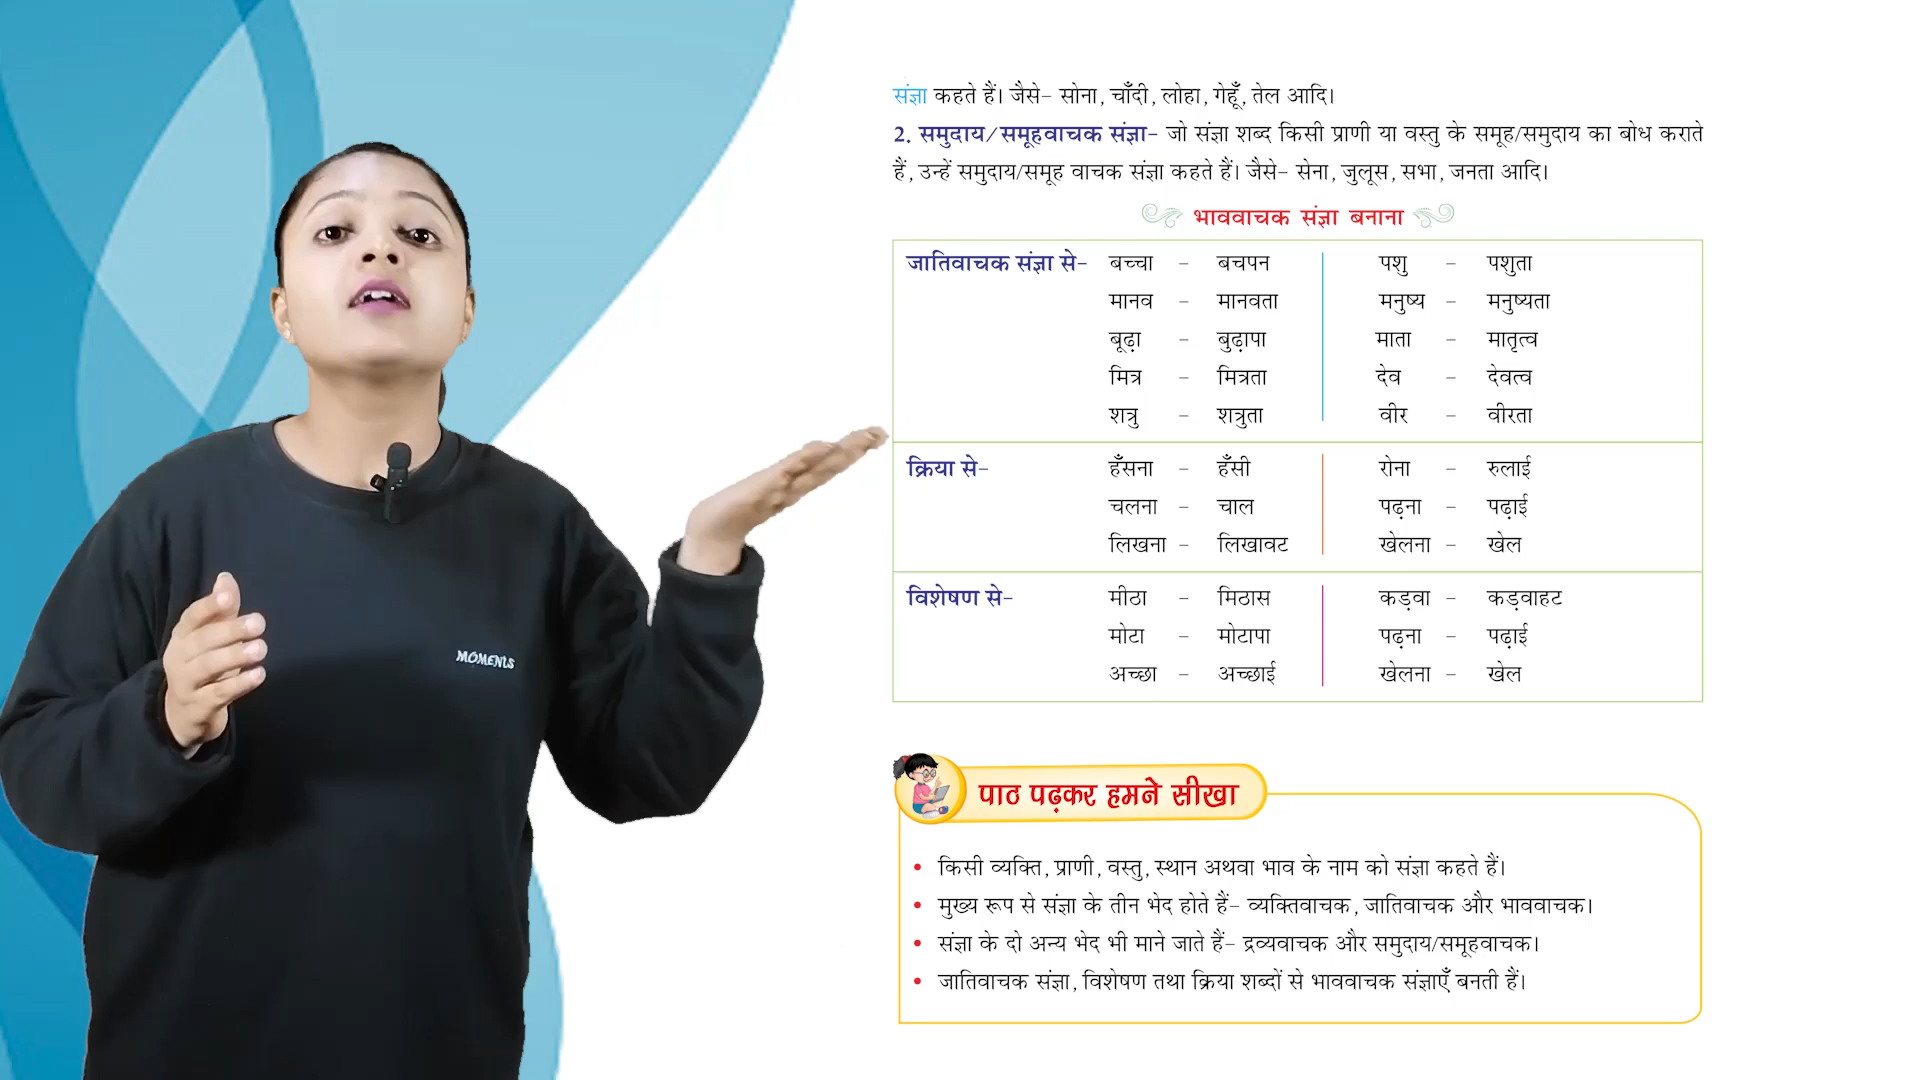 संज्ञा कहते हैं। जैसे- सोना, चाँदी, लोहा, गेहूँ, तेल आदि।
2. समुदाय/समूहवाचक संज्ञा- जो संज्ञा शब्द किसी प्राणी या वस्तु के समूह/समुदाय का बोध कराते
हैं, उन्हें समुदाय/समूह वाचक संज्ञा कहते हैं। जैसे- सेना, जुलूस, सभा, जनता आदि।
भाववाचक संज्ञा बनाना
जातिवाचक संज्ञा से- बच्चा - बचपन पशु - पशुता
मानव - मानवता मनुष्य - मनुष्यता
बूढ़ा - बुढ़ापा माता - मातृत्व
मित्र - मित्रता देव - देवत्व
शत्रु - शत्रुता वीर - वीरता
क्रिया से- हँसना - हँसी रोना - रुलाई
चलना - चाल पढ़ना - पढ़ाई
लिखना - लिखावट खेलना - खेल
विशेषण से- मीठा - मिठास कड़वा - कड़वाहट
मोटा - मोटापा पढ़ना - पढ़ाई
अच्छा - अच्छाई खेलना - खेल
MOMENTS
पाठ पढ़कर हमने सीखा
• किसी व्यक्ति, प्राणी, वस्तु, स्थान अथवा भाव के नाम को संज्ञा कहते हैं।
• मुख्य रूप से संज्ञा के तीन भेद होते हैं- व्यक्तिवाचक, जातिवाचक और भाववाचक।
• संज्ञा के दो अन्य भेद भी माने जाते हैं- द्रव्यवाचक और समुदाय/समूहवाचक।
• जातिवाचक संज्ञा, विशेषण तथा क्रिया शब्दों से भाववाचक संज्ञाएँ बनती हैं।